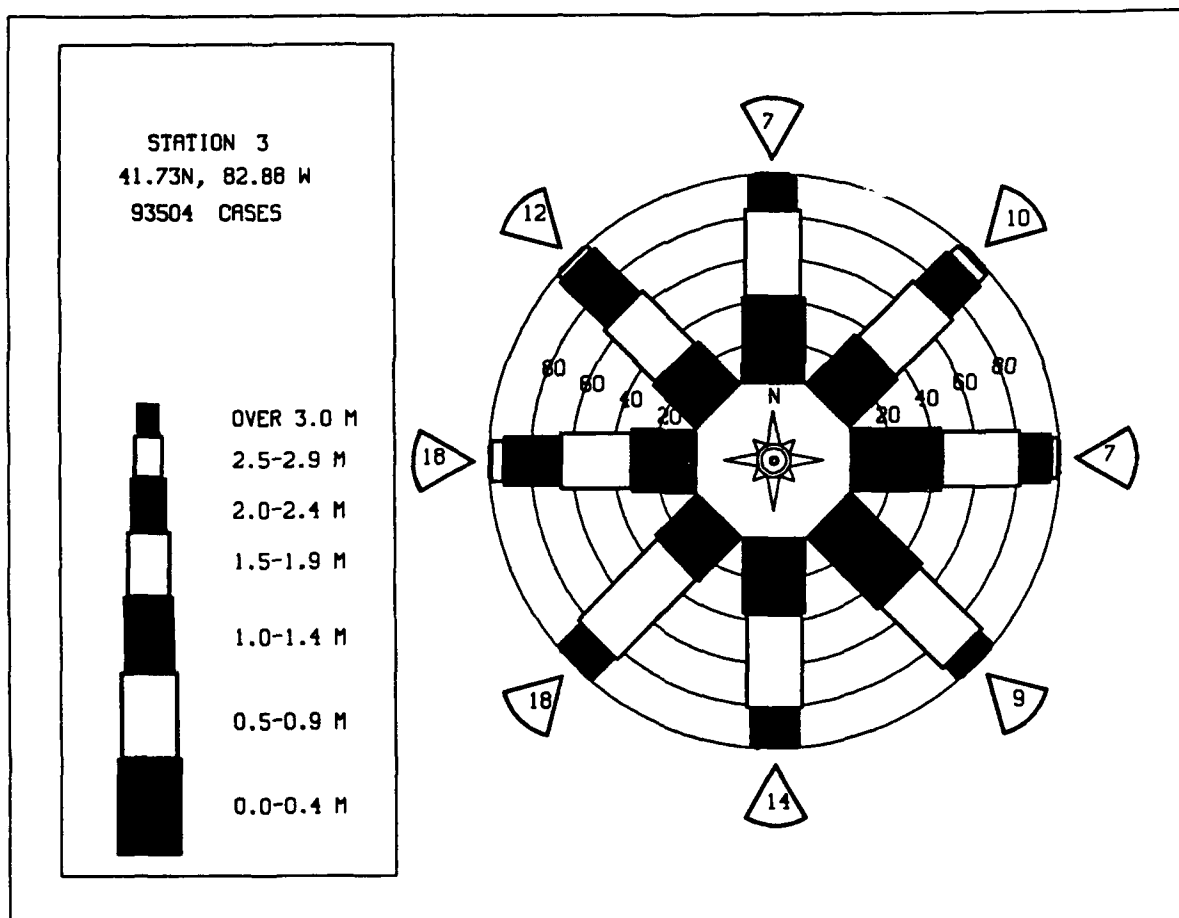 STATION 3
41.73N, 82.88 W
93504 CASES
OVER 3.0 M
2.5-2.9 M
2.0-2.4 M
1.5-1.9 M
1.0-1.4 M
0.5-0.9 M
0.0-0.4 M
7
12
10
80
60
40
20
N
20
40
60
80
18
7
18
9
14